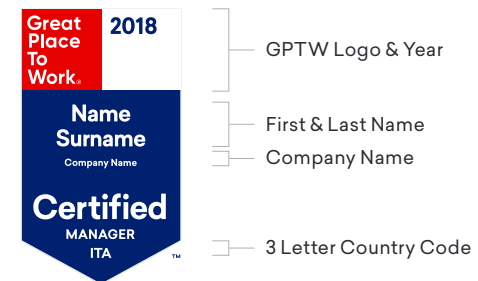 Great
Place
To
Work®
2018
GPTW Logo & Year
Name
Surname
First & Last Name
Company Name
Company Name
Certified
MANAGER
ITA
3 Letter Country Code
™